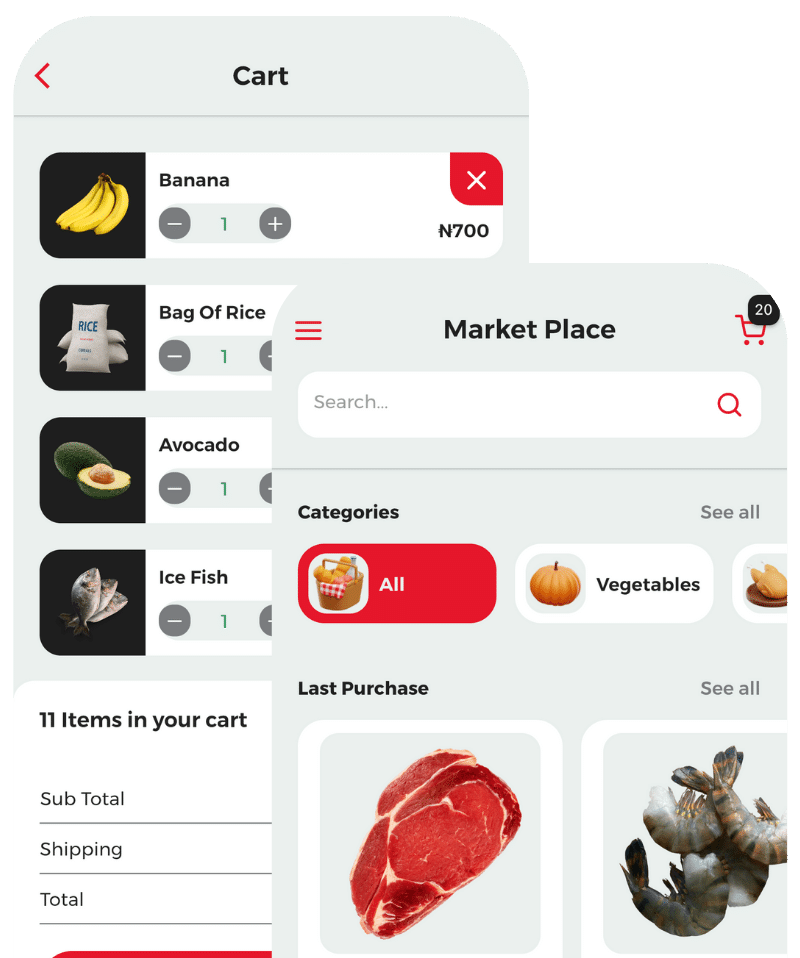 Cart
Banana
1
₦700
Bag Of Rice
1
RICE
Avocado
1
Ice Fish
1
11 Items in your cart
Sub Total
Shipping
Total
20
Market Place
Search...
Categories
See all
All
Vegetables
Last Purchase
See all